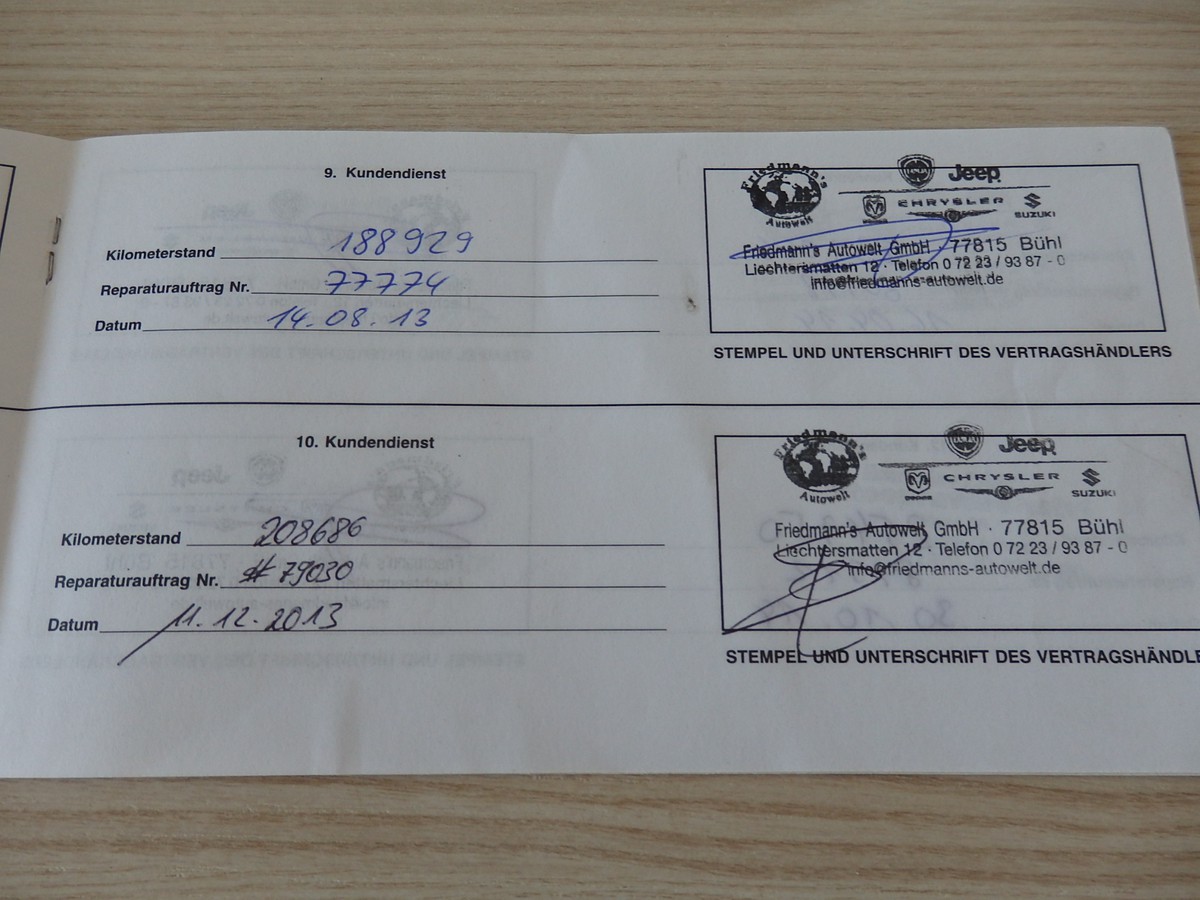 9. Kundendienst
Kilometerstand 188929
Reparaturauftrag Nr. 77774
Datum 14.08.13
Friedmann's
Autowelt
Jeep
CHRYSLER
SUZUKI
Friedmann's Autowelt GmbH · 77815 Bühl
Liechtersmatten 12 · Telefon 0 72 23 / 93 87 - 0
info@friedmanns-autowelt.de
STEMPEL UND UNTERSCHRIFT DES VERTRAGSHÄNDLERS
10. Kundendienst
Kilometerstand 208686
Reparaturauftrag Nr. # 79030
Datum 11.12.2013
Friedmann's
Autowelt
Jeep
CHRYSLER
SUZUKI
Friedmann's Autowelt GmbH · 77815 Bühl
Liechtersmatten 12 · Telefon 0 72 23 / 93 87 - 0
info@friedmanns-autowelt.de
STEMPEL UND UNTERSCHRIFT DES VERTRAGSHÄNDLE